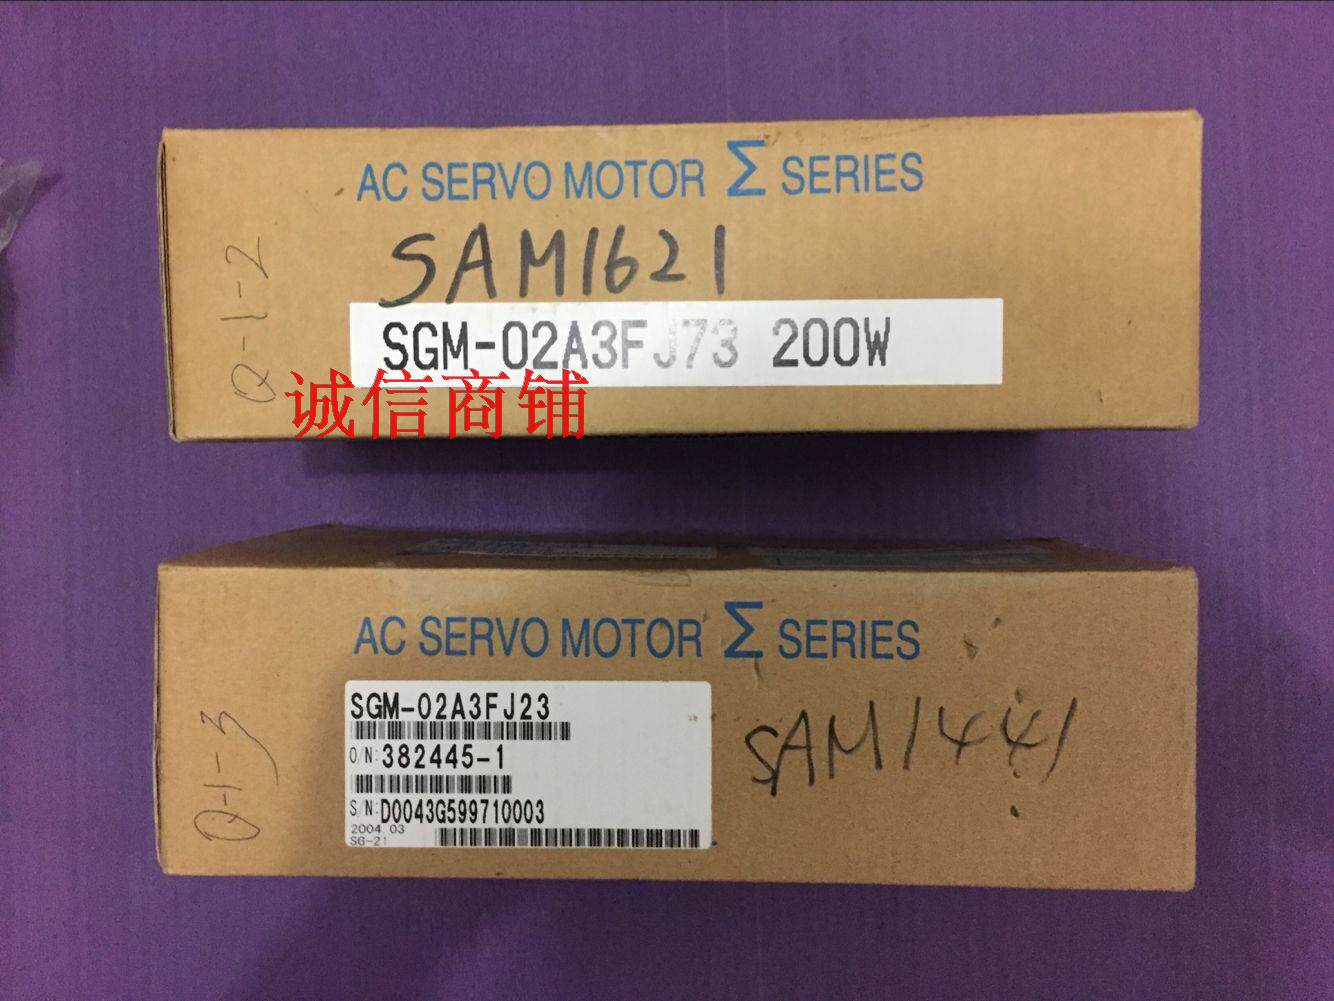 AC SERVO MOTOR Σ SERIES
SAM1621
SGM-02A3FJ73 200W
Q-1-2
诚信商铺
AC SERVO MOTOR Σ SERIES
SGM-02A3FJ23
O/N:382445-1
S/N:D0043G599710003
2004.03
SG-21
SAM1441
Q-1-3